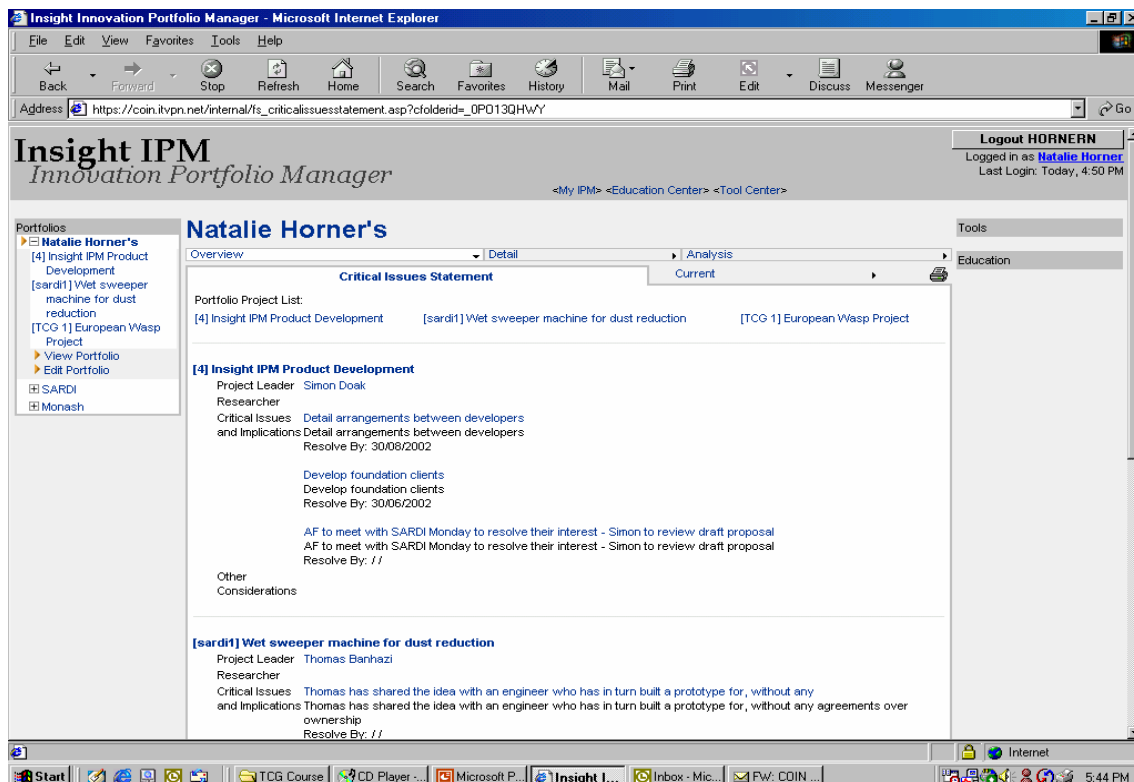 Insight Innovation Portfolio Manager - Microsoft Internet Explorer
File Edit View Favorites Tools Help
Back Forward Stop Refresh Home Search Favorites History Mail Print Edit Discuss Messenger
Address https://coin.itvpn.net/internal/fs_criticalissuesstatement.asp?cfolderid=_0PO13QHWY Go
Insight IPM
Innovation Portfolio Manager
<My IPM> <Education Center> <Tool Center>
Logout HORNERN
Logged in as Natalie Horner
Last Login: Today, 4:50 PM
Portfolios
Natalie Horner's
[4] Insight IPM Product
Development
[sardi1] Wet sweeper
machine for dust
reduction
[TCG 1] European Wasp
Project
View Portfolio
Edit Portfolio
SARDI
Monash
Natalie Horner's
Overview Detail Analysis
Critical Issues Statement Current
Portfolio Project List:
[4] Insight IPM Product Development [sardi1] Wet sweeper machine for dust reduction [TCG 1] European Wasp Project
[4] Insight IPM Product Development
Project Leader Simon Doak
Researcher
Critical Issues Detail arrangements between developers
and Implications Detail arrangements between developers
Resolve By: 30/08/2002
Develop foundation clients
Develop foundation clients
Resolve By: 30/06/2002
AF to meet with SARDI Monday to resolve their interest - Simon to review draft proposal
AF to meet with SARDI Monday to resolve their interest - Simon to review draft proposal
Resolve By: / /
Other
Considerations
[sardi1] Wet sweeper machine for dust reduction
Project Leader Thomas Banhazi
Researcher
Critical Issues Thomas has shared the idea with an engineer who has in turn built a prototype for, without any
and Implications Thomas has shared the idea with an engineer who has in turn built a prototype for, without any agreements over
ownership
Resolve By: / /
Tools
Education
Internet
Start TCG Course CD Player -... Microsoft P... Insight I... Inbox - Mic... FW: COIN ... 5:44 PM